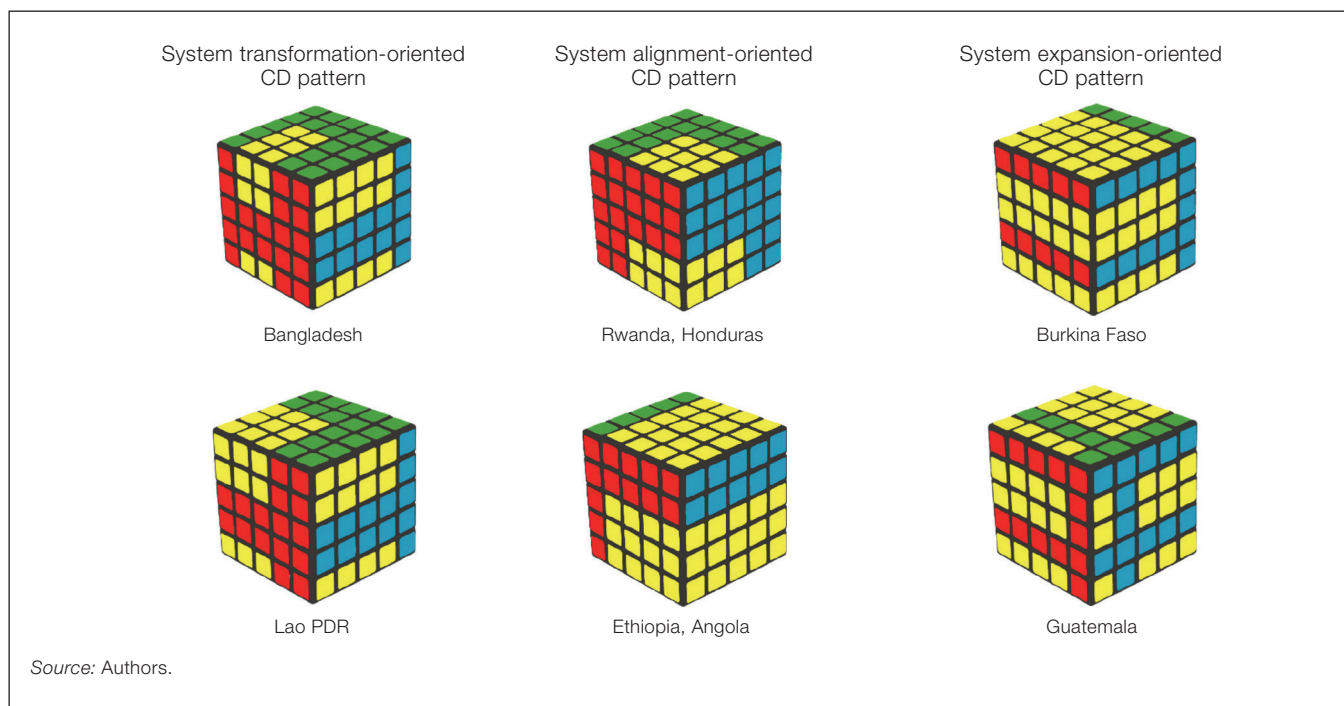 System transformation-oriented
CD pattern
System alignment-oriented
CD pattern
System expansion-oriented
CD pattern
Bangladesh
Rwanda, Honduras
Burkina Faso
Lao PDR
Ethiopia, Angola
Guatemala
Source: Authors.